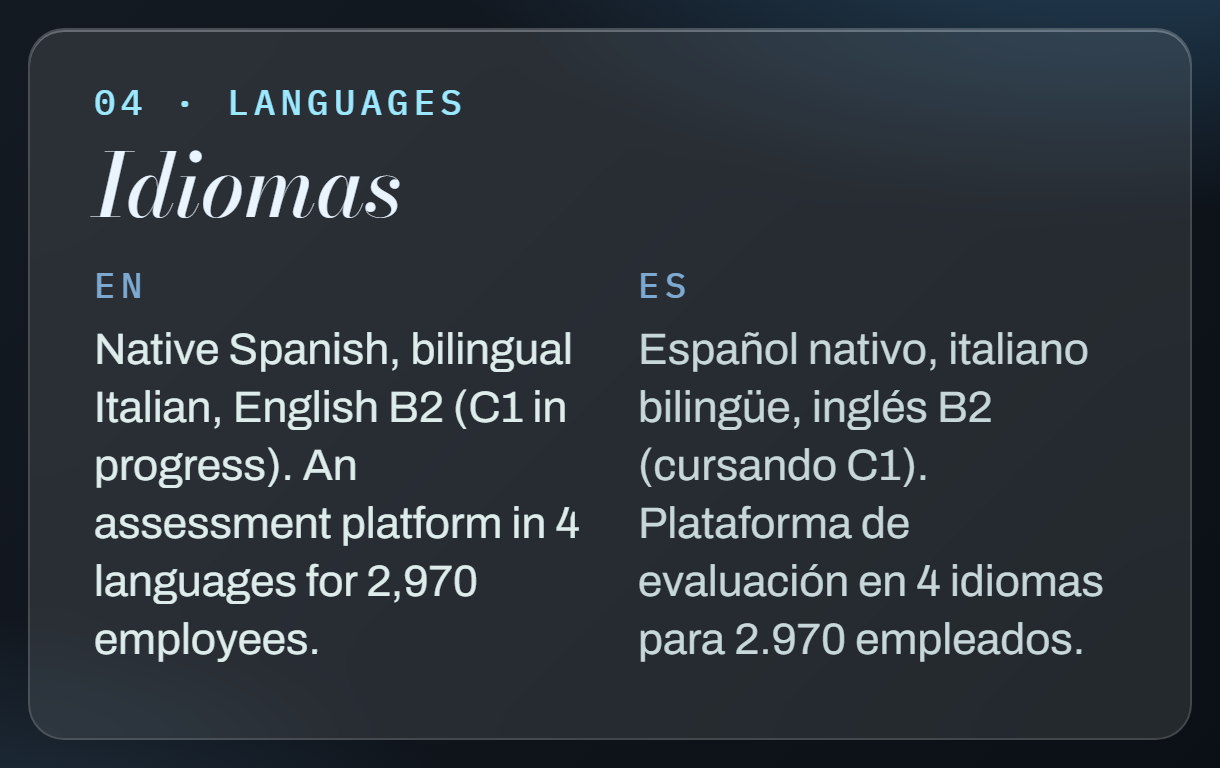 04 · LANGUAGES
Idiomas
EN
Native Spanish, bilingual
Italian, English B2 (C1 in
progress). An
assessment platform in 4
languages for 2,970
employees.
ES
Español nativo, italiano
bilingüe, inglés B2
(cursando C1).
Plataforma de
evaluación en 4 idiomas
para 2.970 empleados.